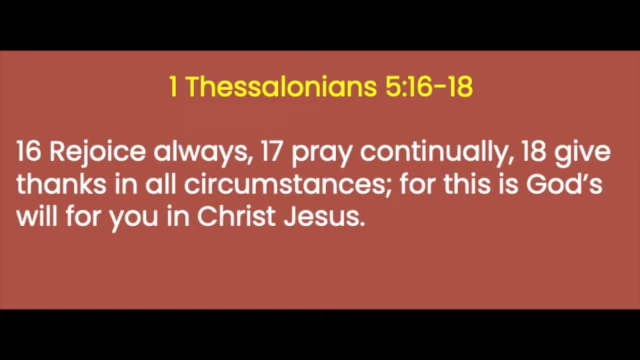 1 Thessalonians 5:16-18
16 Rejoice always, 17 pray continually, 18 give
thanks in all circumstances; for this is God’s
will for you in Christ Jesus.